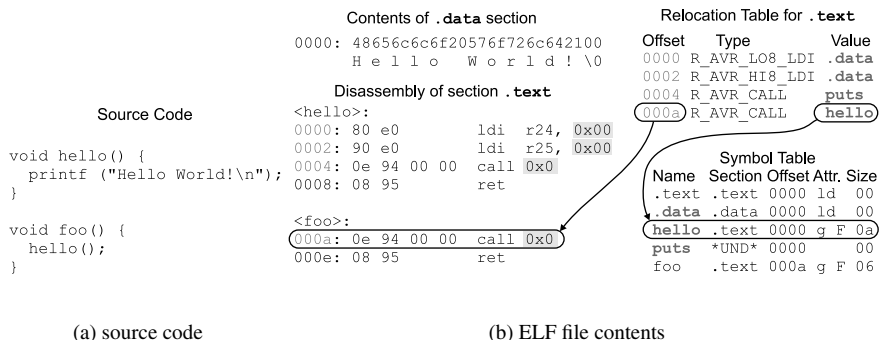 Source Code
void hello() {
  printf ("Hello World!\n");
}
void foo() {
  hello();
}
(a) source code
Contents of .data section
0000: 48656c6c6f20576f726c642100
H e l l o   W o r l d ! \0
Disassembly of section .text
<hello>:
0000: 80 e0 ldi r24, 0x00
0002: 90 e0 ldi r25, 0x00
0004: 0e 94 00 00 call 0x0
0008: 08 95 ret
<foo>:
000a: 0e 94 00 00 call 0x0
000e: 08 95 ret
Relocation Table for .text
Offset Type Value
0000 R_AVR_LO8_LDI .data
0002 R_AVR_HI8_LDI .data
0004 R_AVR_CALL puts
000a R_AVR_CALL hello
Symbol Table
Name Section Offset Attr. Size
.text .text 0000 ld 00
.data .data 0000 ld 00
hello .text 0000 g F 0a
puts *UND* 0000 00
foo .text 000a g F 06
(b) ELF file contents